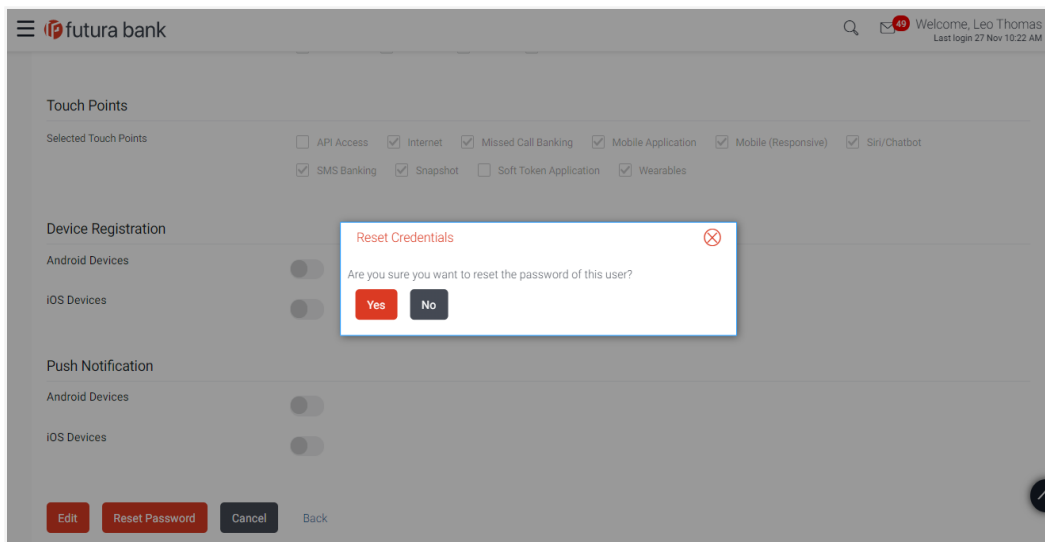 futura bank
49
Welcome, Leo Thomas
Last login 27 Nov 10:22 AM
Touch Points
Selected Touch Points
API Access Internet Missed Call Banking Mobile Application Mobile (Responsive) Siri/Chatbot
SMS Banking Snapshot Soft Token Application Wearables
Device Registration
Android Devices
iOS Devices
Reset Credentials
Are you sure you want to reset the password of this user?
Yes No
Push Notification
Android Devices
iOS Devices
Edit Reset Password Cancel Back